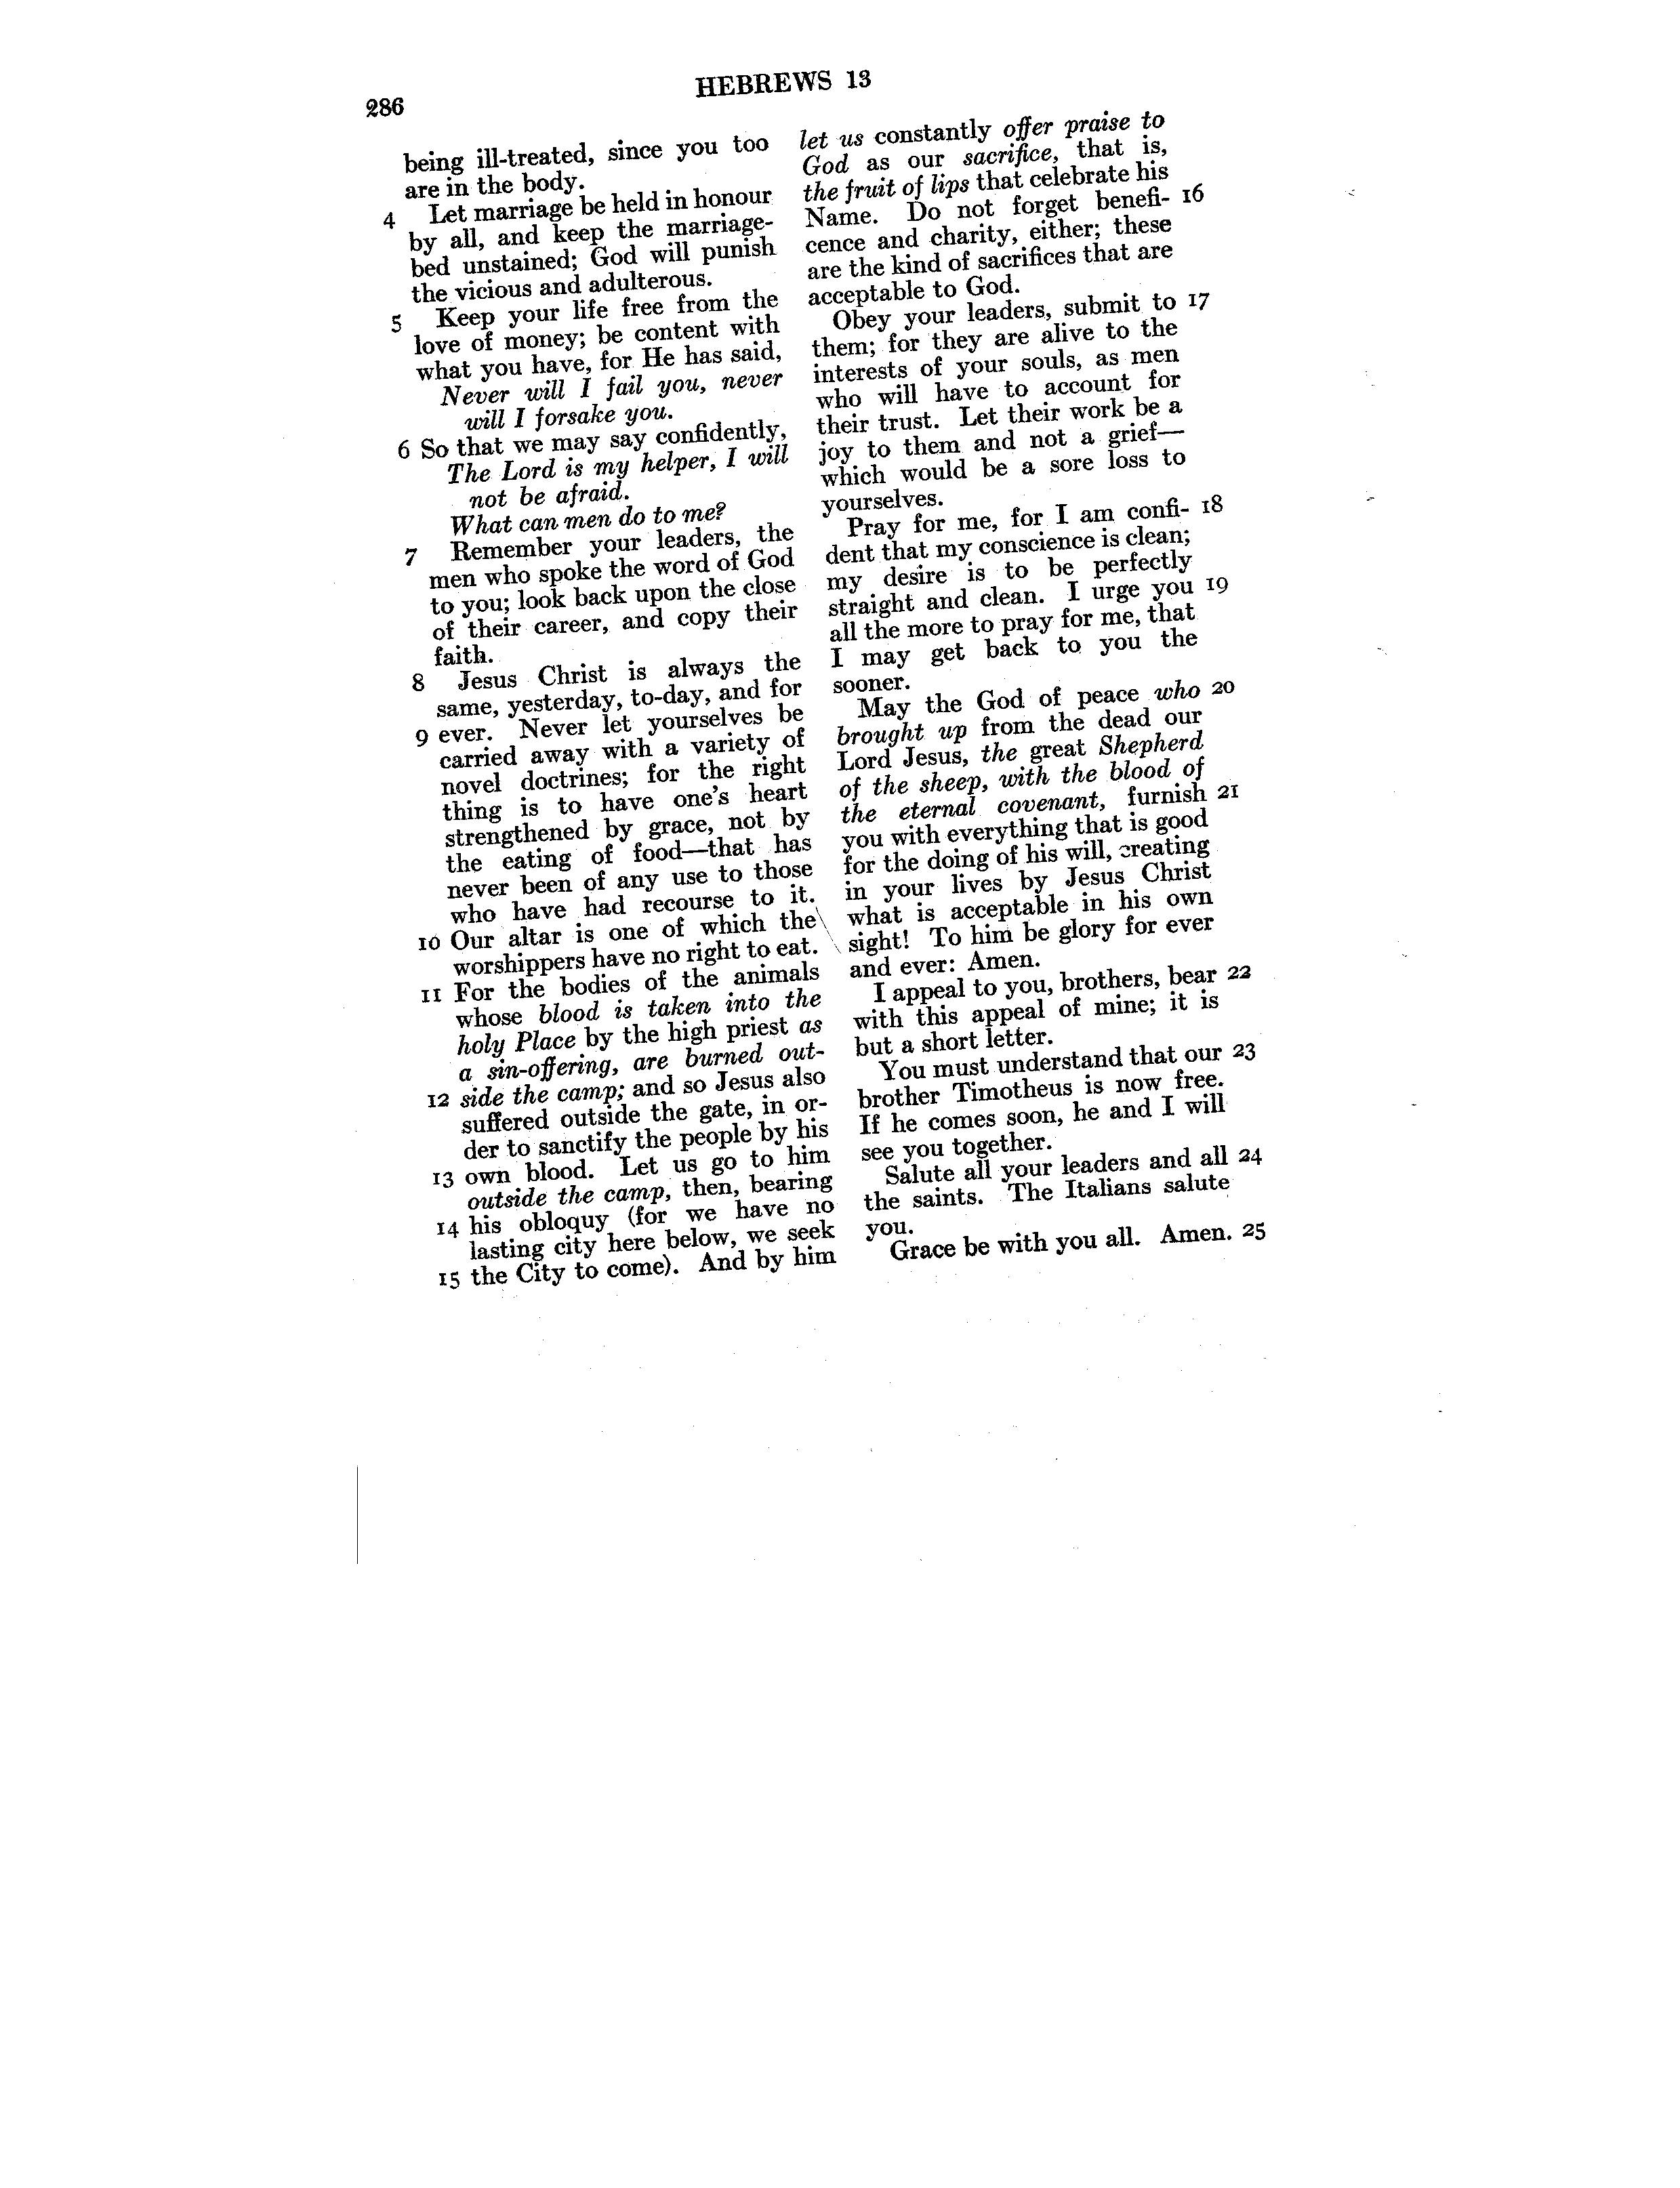 286
HEBREWS 13
being ill-treated, since you too
are in the body.
4 Let marriage be held in honour
by all, and keep the marriage-
bed unstained; God will punish
the vicious and adulterous.
5 Keep your life free from the
love of money; be content with
what you have, for He has said,
Never will I fail you, never
will I forsake you.
6 So that we may say confidently,
The Lord is my helper, I will
not be afraid.
What can men do to me?
7 Remember your leaders, the
men who spoke the word of God
to you; look back upon the close
of their career, and copy their
faith.
8 Jesus Christ is always the
same, yesterday, to-day, and for
9 ever. Never let yourselves be
carried away with a variety of
novel doctrines; for the right
thing is to have one's heart
strengthened by grace, not by
the eating of food—that has
never been of any use to those
who have had recourse to it.
10 Our altar is one of which the
worshippers have no right to eat.
11 For the bodies of the animals
whose blood is taken into the
holy Place by the high priest as
a sin-offering, are burned out-
12 side the camp; and so Jesus also
suffered outside the gate, in or-
der to sanctify the people by his
13 own blood. Let us go to him
outside the camp, then, bearing
14 his obloquy (for we have no
lasting city here below, we seek
15 the City to come). And by him
let us constantly offer praise to
God as our sacrifice, that is,
the fruit of lips that celebrate his
Name. Do not forget benefi- 16
cence and charity, either; these
are the kind of sacrifices that are
acceptable to God.
Obey your leaders, submit to 17
them; for they are alive to the
interests of your souls, as men
who will have to account for
their trust. Let their work be a
joy to them and not a grief—
which would be a sore loss to
yourselves.
Pray for me, for I am confi- 18
dent that my conscience is clean;
my desire is to be perfectly
straight and clean. I urge you 19
all the more to pray for me, that
I may get back to you the
sooner.
May the God of peace who 20
brought up from the dead our
Lord Jesus, the great Shepherd
of the sheep, with the blood of
the eternal covenant, furnish 21
you with everything that is good
for the doing of his will, creating
in your lives by Jesus Christ
what is acceptable in his own
sight! To him be glory for ever
and ever: Amen.
I appeal to you, brothers, bear 22
with this appeal of mine; it is
but a short letter.
You must understand that our 23
brother Timotheus is now free.
If he comes soon, he and I will
see you together.
Salute all your leaders and all 24
the saints. The Italians salute
you.
Grace be with you all. Amen. 25